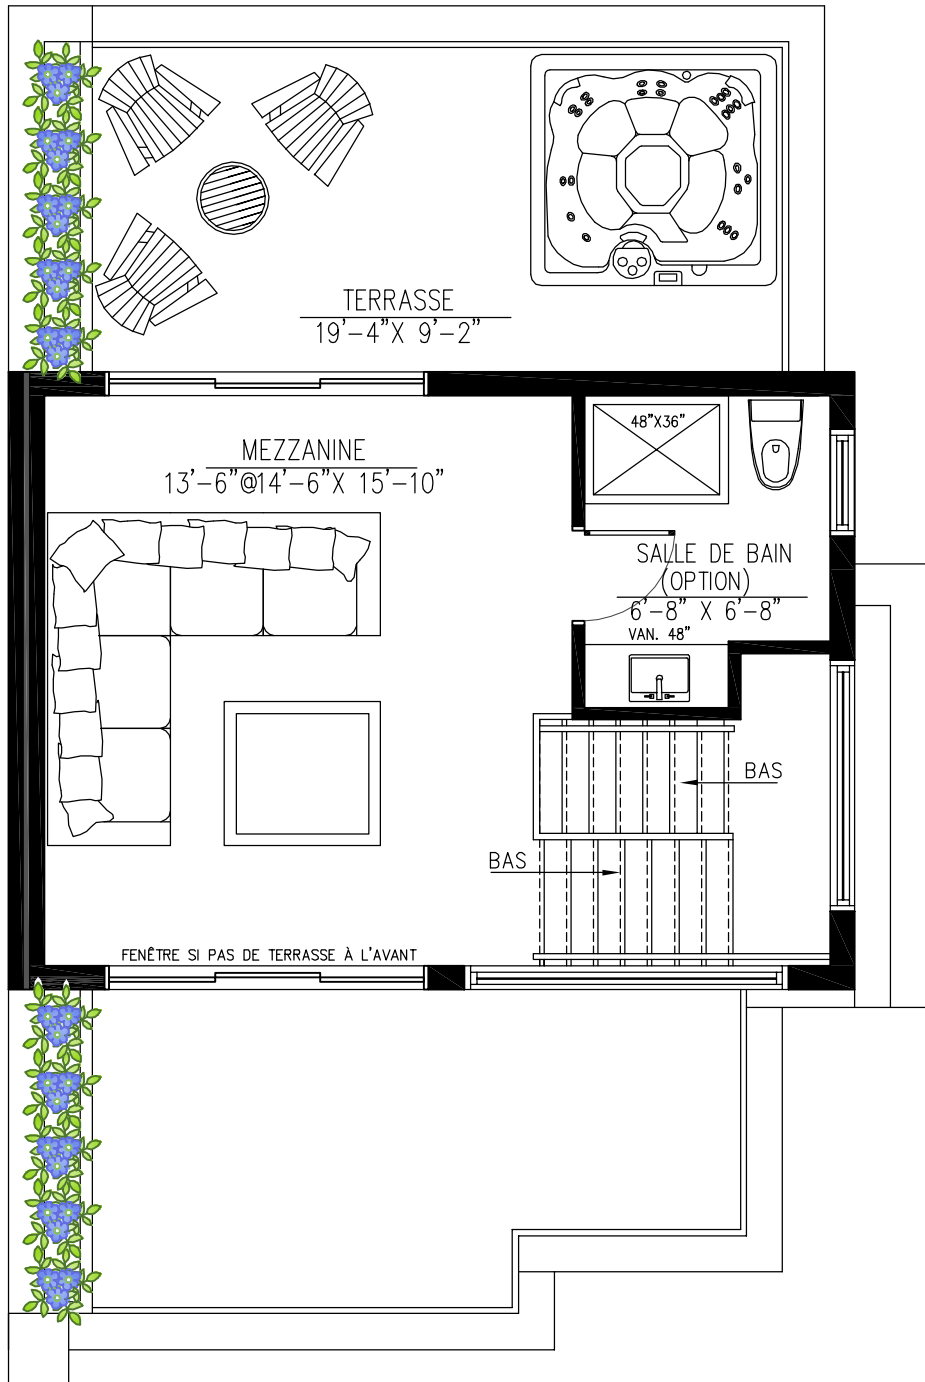 TERRASSE
19'-4"X 9'-2"
MEZZANINE
13'-6"@14'-6"X 15'-10"
48"X36"
SALLE DE BAIN
(OPTION)
6'-8" X 6'-8"
VAN. 48"
BAS
BAS
FENÊTRE SI PAS DE TERRASSE À L'AVANT